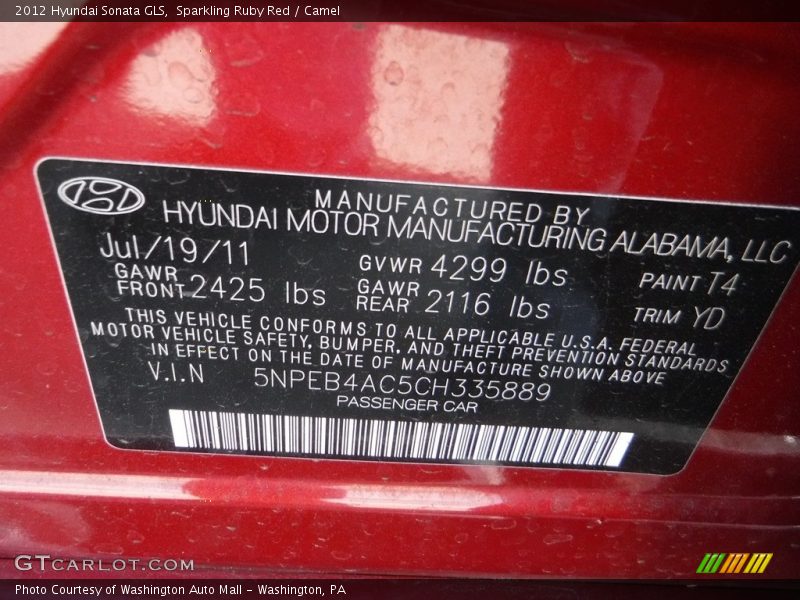 2012 Hyundai Sonata GLS, Sparkling Ruby Red / Camel
MANUFACTURED BY
HYUNDAI MOTOR MANUFACTURING ALABAMA, LLC
Jul/19/11
GVWR 4299 lbs
PAINT T4
GAWR FRONT 2425 lbs
GAWR REAR 2116 lbs
TRIM YD
THIS VEHICLE CONFORMS TO ALL APPLICABLE U.S.A. FEDERAL
MOTOR VEHICLE SAFETY, BUMPER, AND THEFT PREVENTION STANDARDS
IN EFFECT ON THE DATE OF MANUFACTURE SHOWN ABOVE
V.I.N 5NPEB4AC5CH335889
PASSENGER CAR
GTCARLOT.COM
Photo Courtesy of Washington Auto Mall - Washington, PA